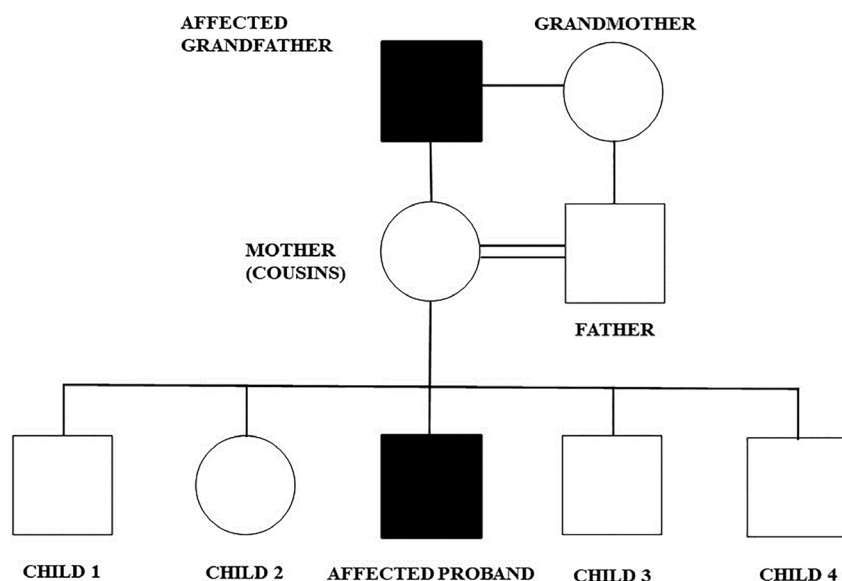 AFFECTED
GRANDFATHER
GRANDMOTHER
MOTHER
(COUSINS)
FATHER
CHILD 1
CHILD 2
AFFECTED PROBAND
CHILD 3
CHILD 4